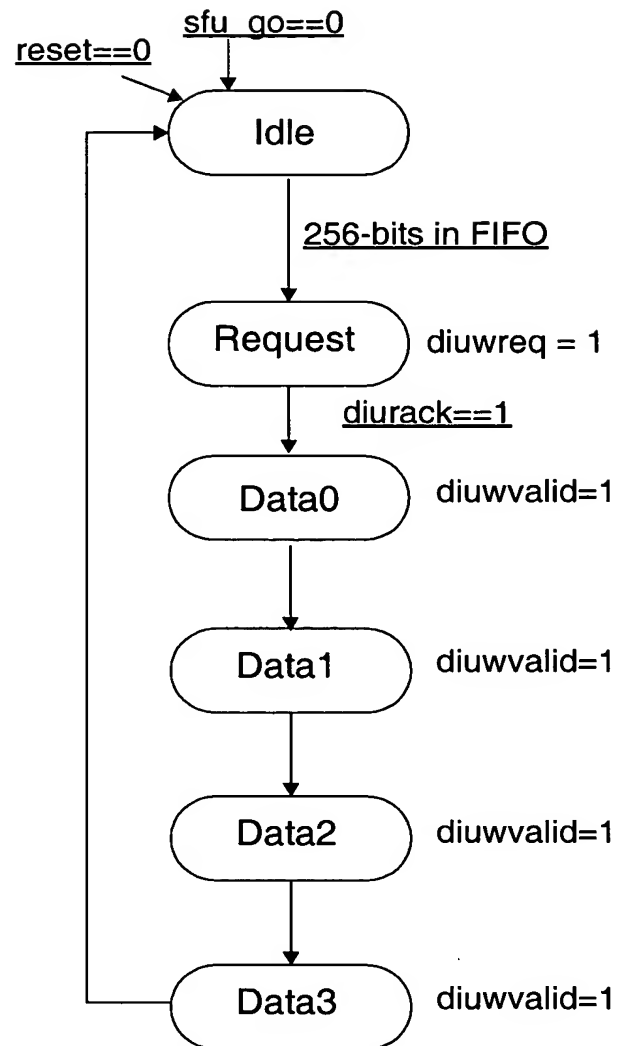 sfu_go==0
reset==0
Idle
256-bits in FIFO
Request diuwreq = 1
diurack==1
Data0 diuwvalid=1
Data1 diuwvalid=1
Data2 diuwvalid=1
Data3 diuwvalid=1